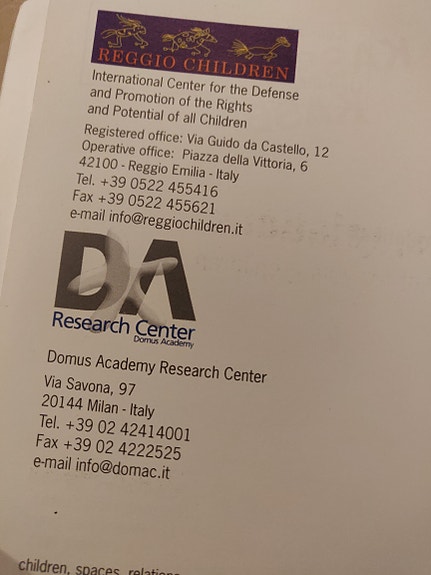 REGGIO CHILDREN
International Center for the Defense
and Promotion of the Rights
and Potential of all Children
Registered office: Via Guido da Castello, 12
Operative office: Piazza della Vittoria, 6
42100 - Reggio Emilia - Italy
Tel. +39 0522 455416
Fax +39 0522 455621
e-mail info@reggiochildren.it
DA
Research Center
Domus Academy
Domus Academy Research Center
Via Savona, 97
20144 Milan - Italy
Tel. +39 02 42414001
Fax +39 02 4222525
e-mail info@domac.it
children, spaces, relations